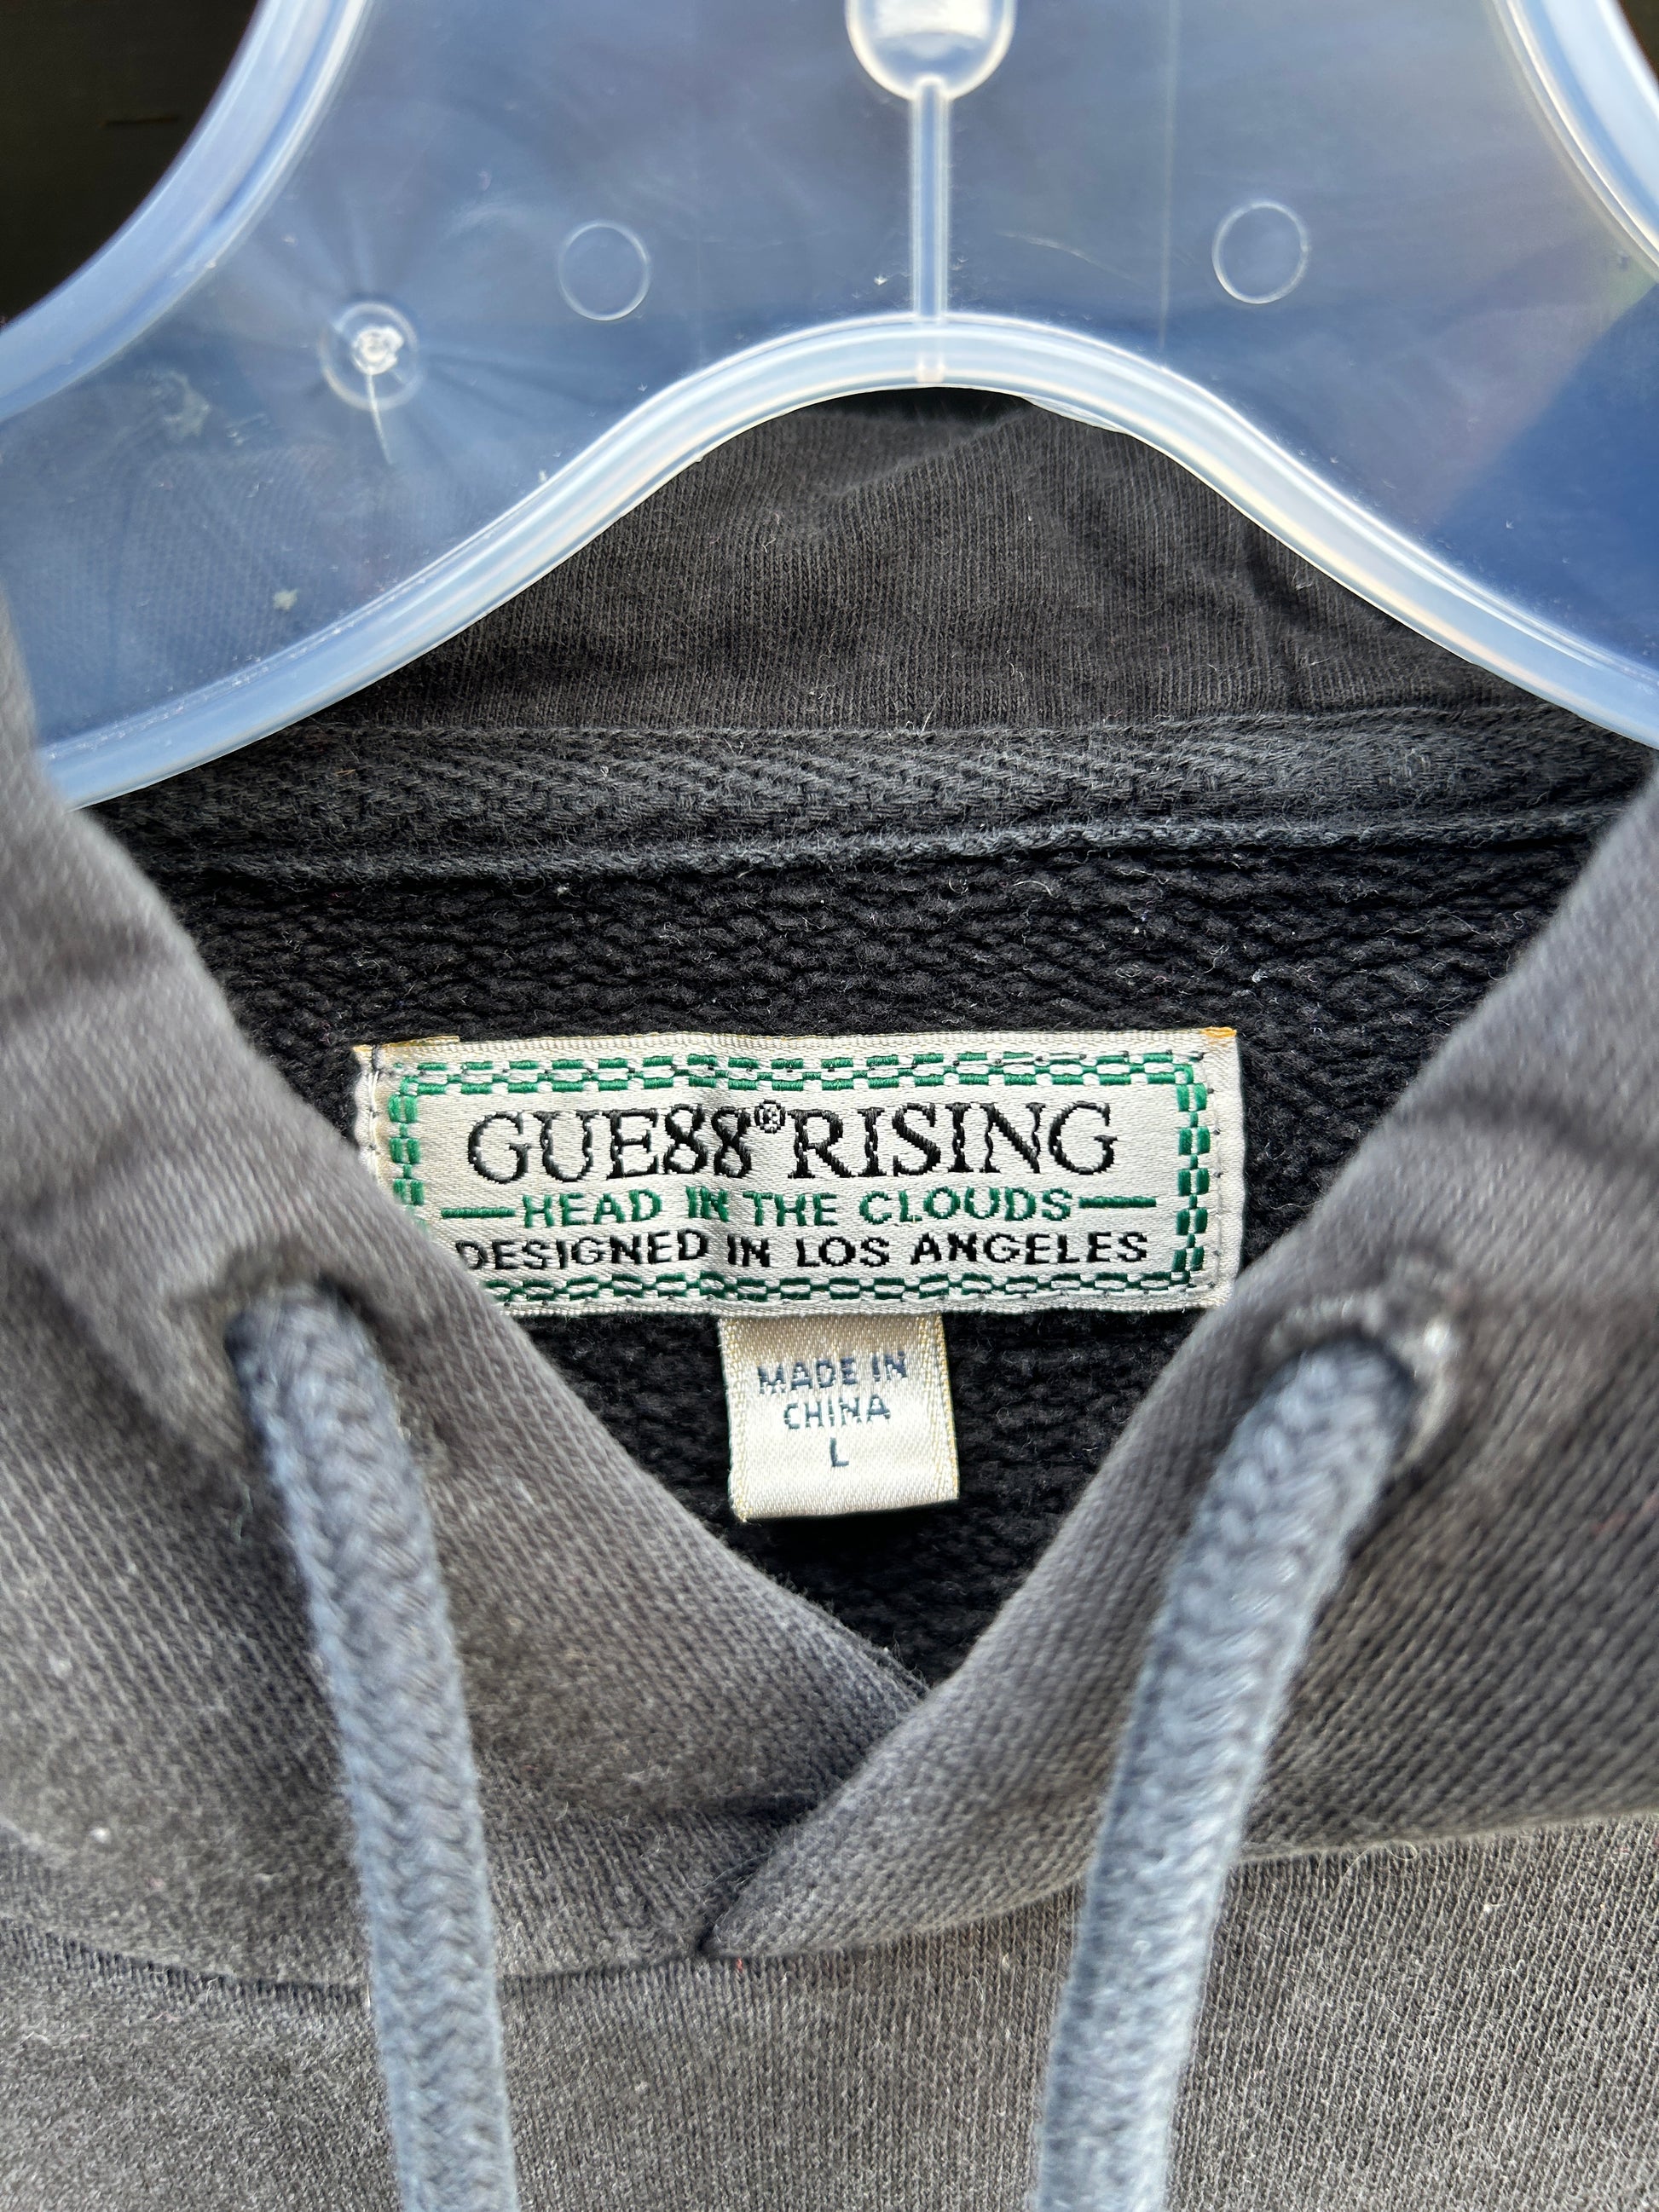 GUE88®RISING
HEAD IN THE CLOUDS
DESIGNED IN LOS ANGELES
MADE IN
CHINA
L